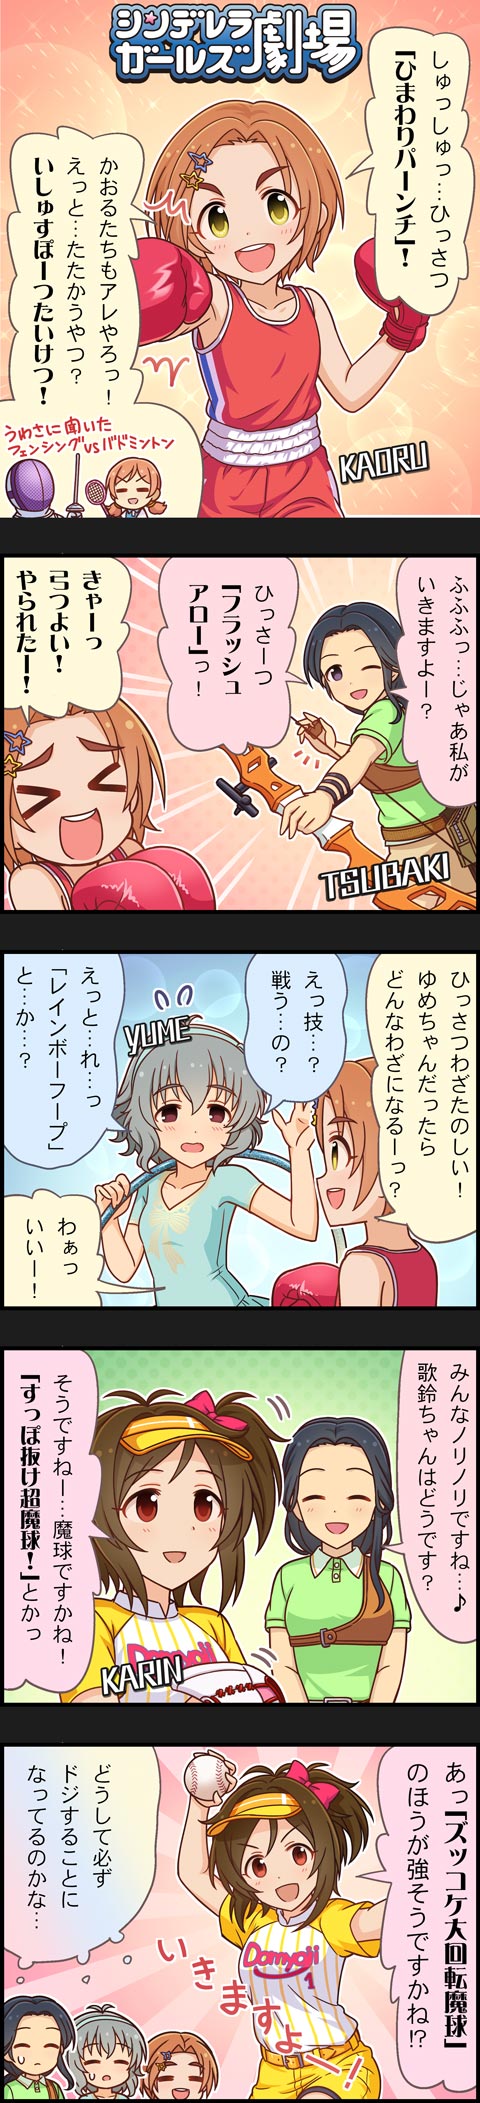 シンデレラ
ガールズ劇場
しゅっしゅっ…ひっさつ
「ひまわりパーンチ」!
かおるたちもアレやろっ!
えっと…たたかうやつ?
いしゅすぽーつたいけつ!
うわさに聞いた
フェンシングVSバドミントン
KAORU
ふふふっ…じゃあ私が
いきますよー?
ひっさーつ
「フラッシュ
アロー」っ!
きゃーっ
弓つよい!
やられたー!
TSUBAKI
ひっさつわざたのしい!
ゆめちゃんだったら
どんなわざになるーっ?
えっ技…?
戦う…の?
YUME
えっと…れ…っ
「レインボーフープ」
と…か…?
わぁっ
いいー!
みんなノリノリですね…♪
歌鈴ちゃんはどうです?
そうですねー…魔球ですかね!
「すっぽ抜け超魔球!」とかっ
Domyoji
KARIN
あっ「ズッコケ大回転魔球」
のほうが強そうですかね!?
Domyoji
1
いきますよー!
どうして必ず
ドジすることに
なってるのかな…